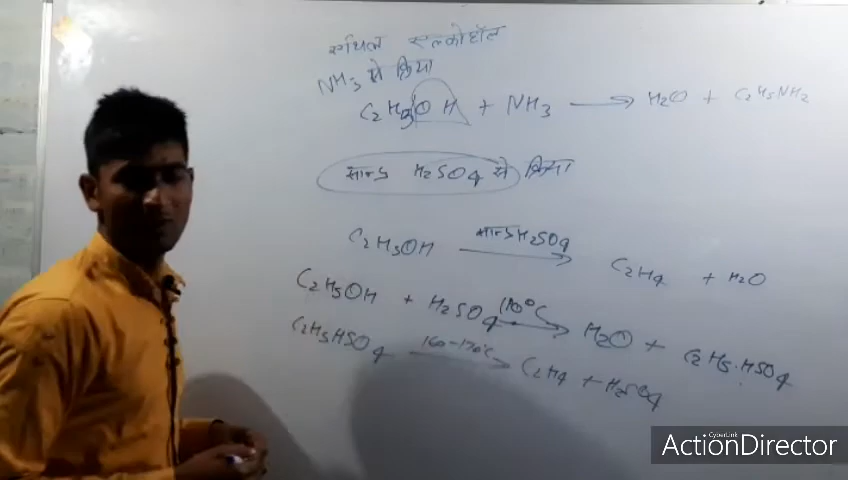 एथिल एल्कोहॉल
NH3 से क्रिया
C2H5OH + NH3 → H2O + C2H5NH2
सान्द्र H2SO4 से क्रिया
C2H5OH सान्द्र H2SO4 → C2H4 + H2O
C2H5OH + H2SO4 110°C → H2O + C2H5.HSO4
C2H5HSO4 160-170°C → C2H4 + H2SO4
CyberLink
ActionDirector